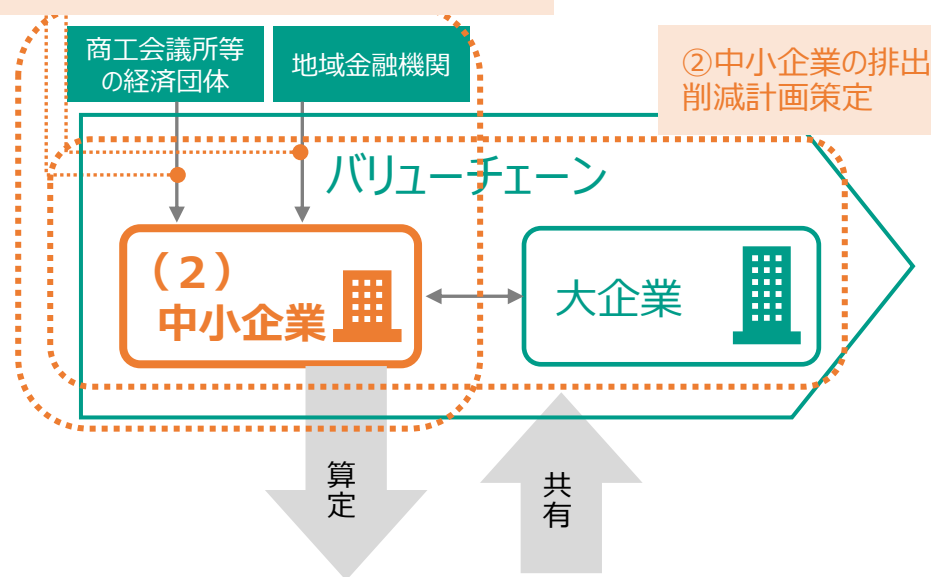 商工会議所等
の経済団体
地域金融機関
②中小企業の排出
削減計画策定
バリューチェーン
（２）
中小企業
大企業
算定
共有